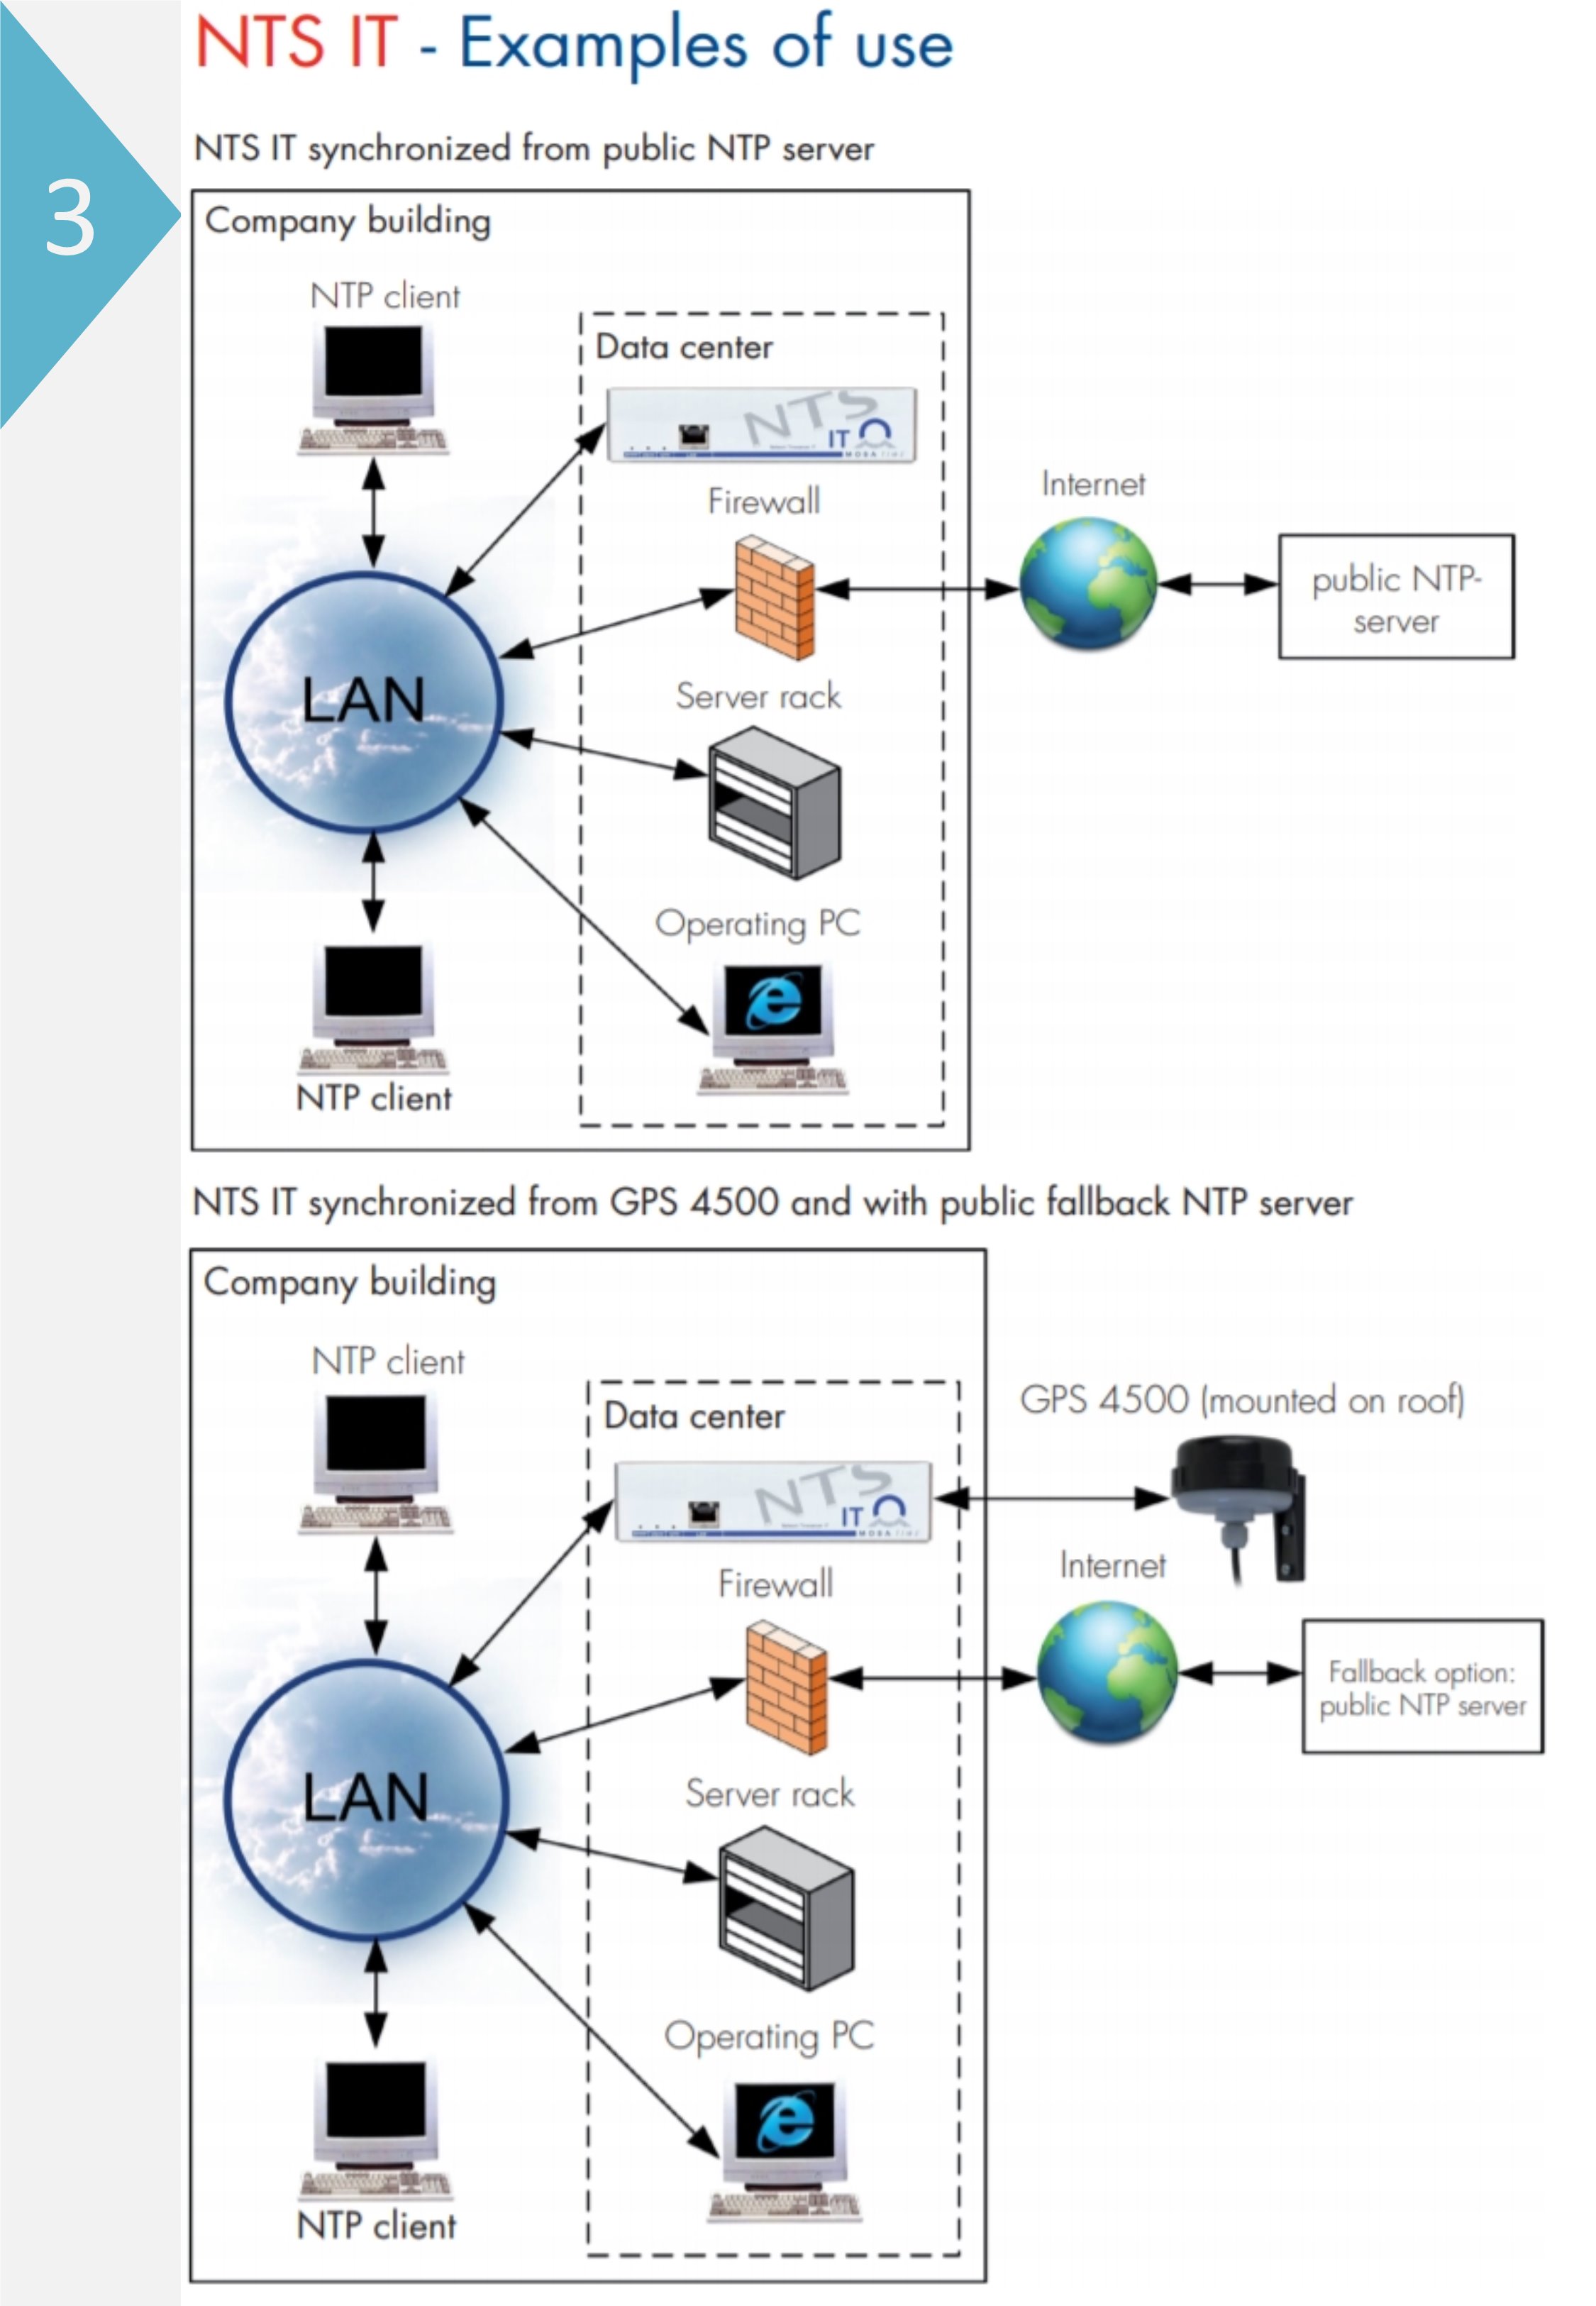 3
NTS IT - Examples of use
NTS IT synchronized from public NTP server
Company building
NTP client
Data center
NTS
IT
MOBATIME
Firewall
Internet
public NTP-
server
LAN
Server rack
Operating PC
NTP client
NTS IT synchronized from GPS 4500 and with public fallback NTP server
Company building
NTP client
GPS 4500 (mounted on roof)
Data center
NTS
IT
MOBATIME
Internet
Firewall
Fallback option:
public NTP server
LAN
Server rack
Operating PC
NTP client